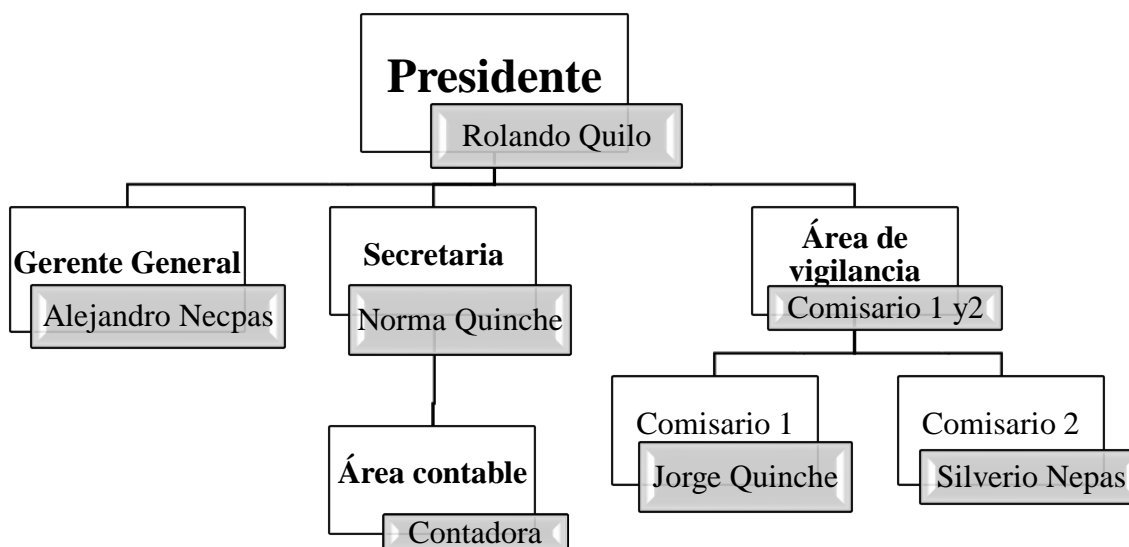 Presidente
Rolando Quilo
Gerente General
Alejandro Necpas
Secretaria
Norma Quinche
Área de
vigilancia
Comisario 1 y2
Comisario 1
Jorge Quinche
Comisario 2
Silverio Nepas
Área contable
Contadora